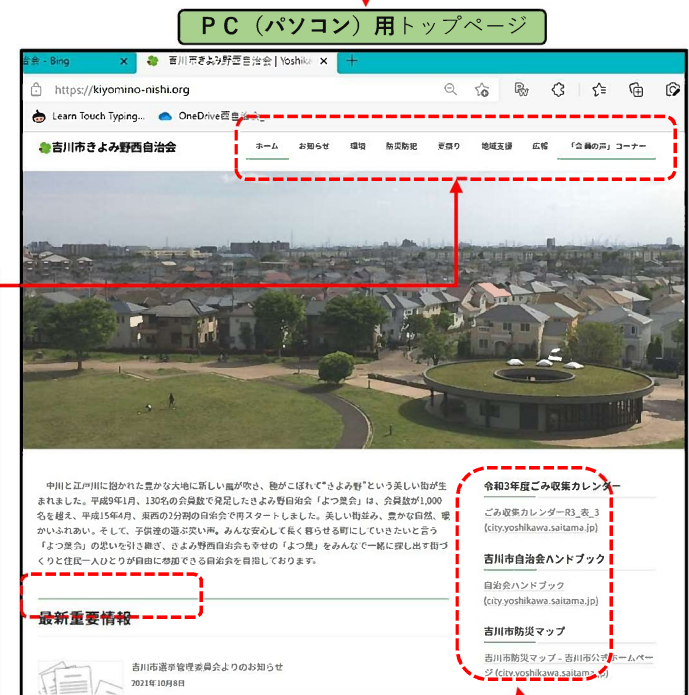 ＰＣ（パソコン）用トップページ
吉会 - Bing
吉川市きよみ野西自治会 | Yoshika
https://kiyomino-nishi.org
Learn Touch Typing...
OneDrive西自治会_
吉川市きよみ野西自治会
ホーム お知らせ 環境 防災防犯 夏祭り 地域支援 広報 「会員の声」コーナー
中川と江戸川に抱かれた豊かな大地に新しい風が吹き、種がこぼれて“きよみ野”という美しい街が生
まれました。平成9年1月、130名の会員数で発足したきよみ野自治会「よつ葉会」は、会員数が1,000
名を超え、平成15年4月、東西の2分割の自治会で再スタートしました。美しい街並み、豊かな自然、暖
かいふれあい。そして、子供達の遊ぶ笑い声。みんな安心して長く暮らせる町にしていきたいと言う
「よつ葉会」の思いを引き継ぎ、きよみ野西自治会も幸せの「よつ葉」をみんなで一緒に探し出す街づ
くりと住民一人ひとりが自由に参加できる自治会を目指しております。
最新重要情報
吉川市選挙管理委員会よりのお知らせ
2021年10月8日
令和3年度ごみ収集カレンダー
ごみ収集カレンダーR3_表_3
(city.yoshikawa.saitama.jp)
吉川市自治会ハンドブック
自治会ハンドブック
(city.yoshikawa.saitama.jp)
吉川市防災マップ
吉川市防災マップ - 吉川市公式ホームペー
ジ (city.yoshikawa.saitama.jp)